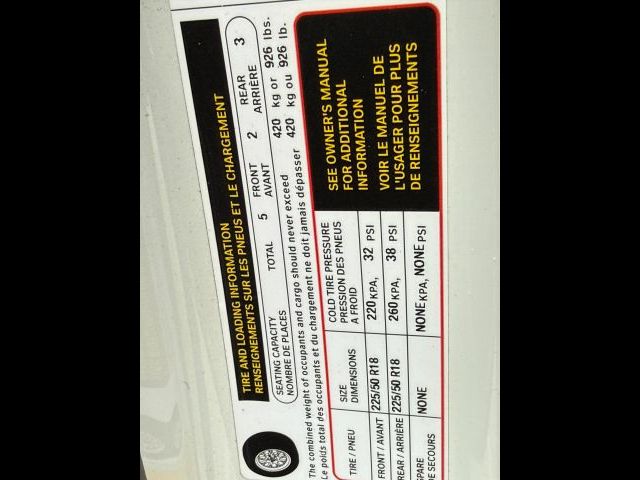 TIRE AND LOADING INFORMATION
RENSEIGNEMENTS SUR LES PNEUS ET LE CHARGEMENT
SEATING CAPACITY TOTAL 5 FRONT 2 REAR 3
NOMBRE DE PLACES AVANT ARRIÈRE
The combined weight of occupants and cargo should never exceed 420 kg or 926 lbs.
Le poids total des occupants et du chargement ne doit jamais dépasser 420 kg ou 926 lb.
TIRE / PNEU SIZE COLD TIRE PRESSURE
DIMENSIONS PRESSION DES PNEUS
A FROID
FRONT / AVANT 225/50 R18 220 KPA, 32 PSI
REAR / ARRIÈRE 225/50 R18 260 KPA, 38 PSI
SPARE NONE NONE KPA, NONE PSI
DE SECOURS
SEE OWNER'S MANUAL
FOR ADDITIONAL
INFORMATION
VOIR LE MANUEL DE
L'USAGER POUR PLUS
DE RENSEIGNEMENTS